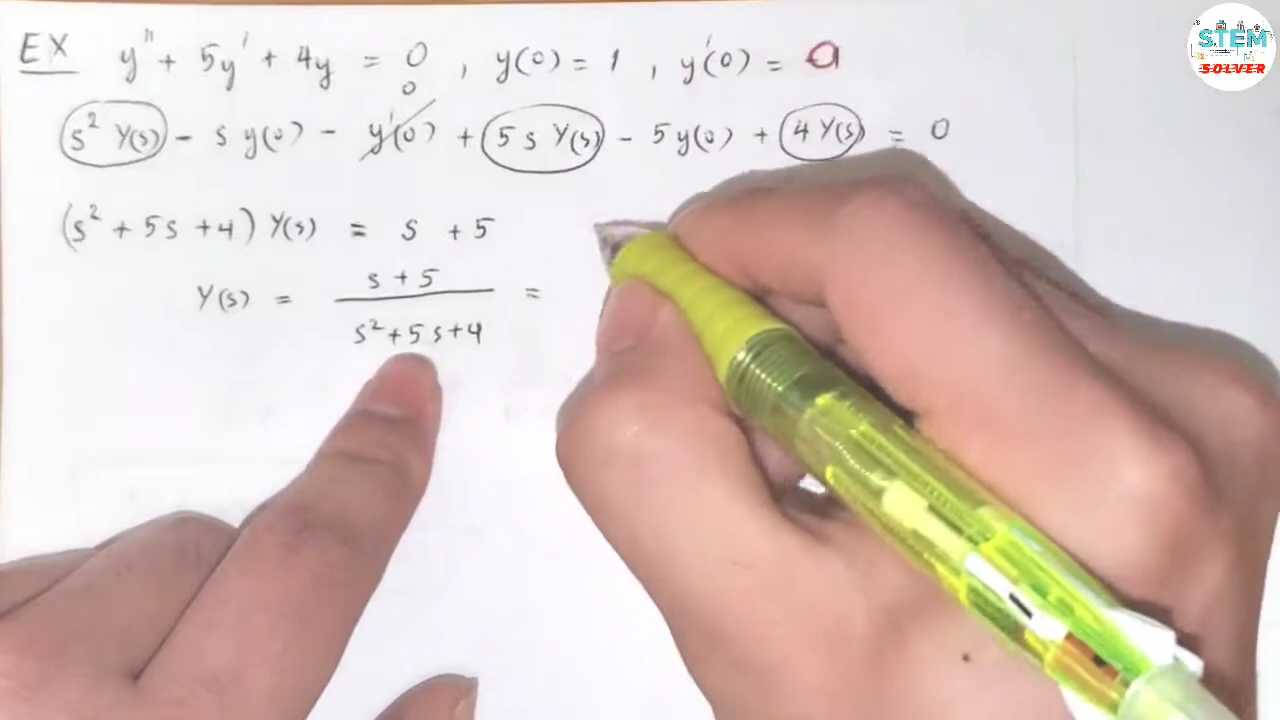 EX y" + 5y' + 4y = 0 , y(0) = 1 , y'(0) = 0
0
s² Y(s) - s y(0) - y'(0) + 5 s Y(s) - 5y(0) + 4 Y(s) = 0
(s² + 5s + 4) Y(s) = s + 5
Y(s) = s + 5 / s² + 5s + 4 =
STEM
SOLVER